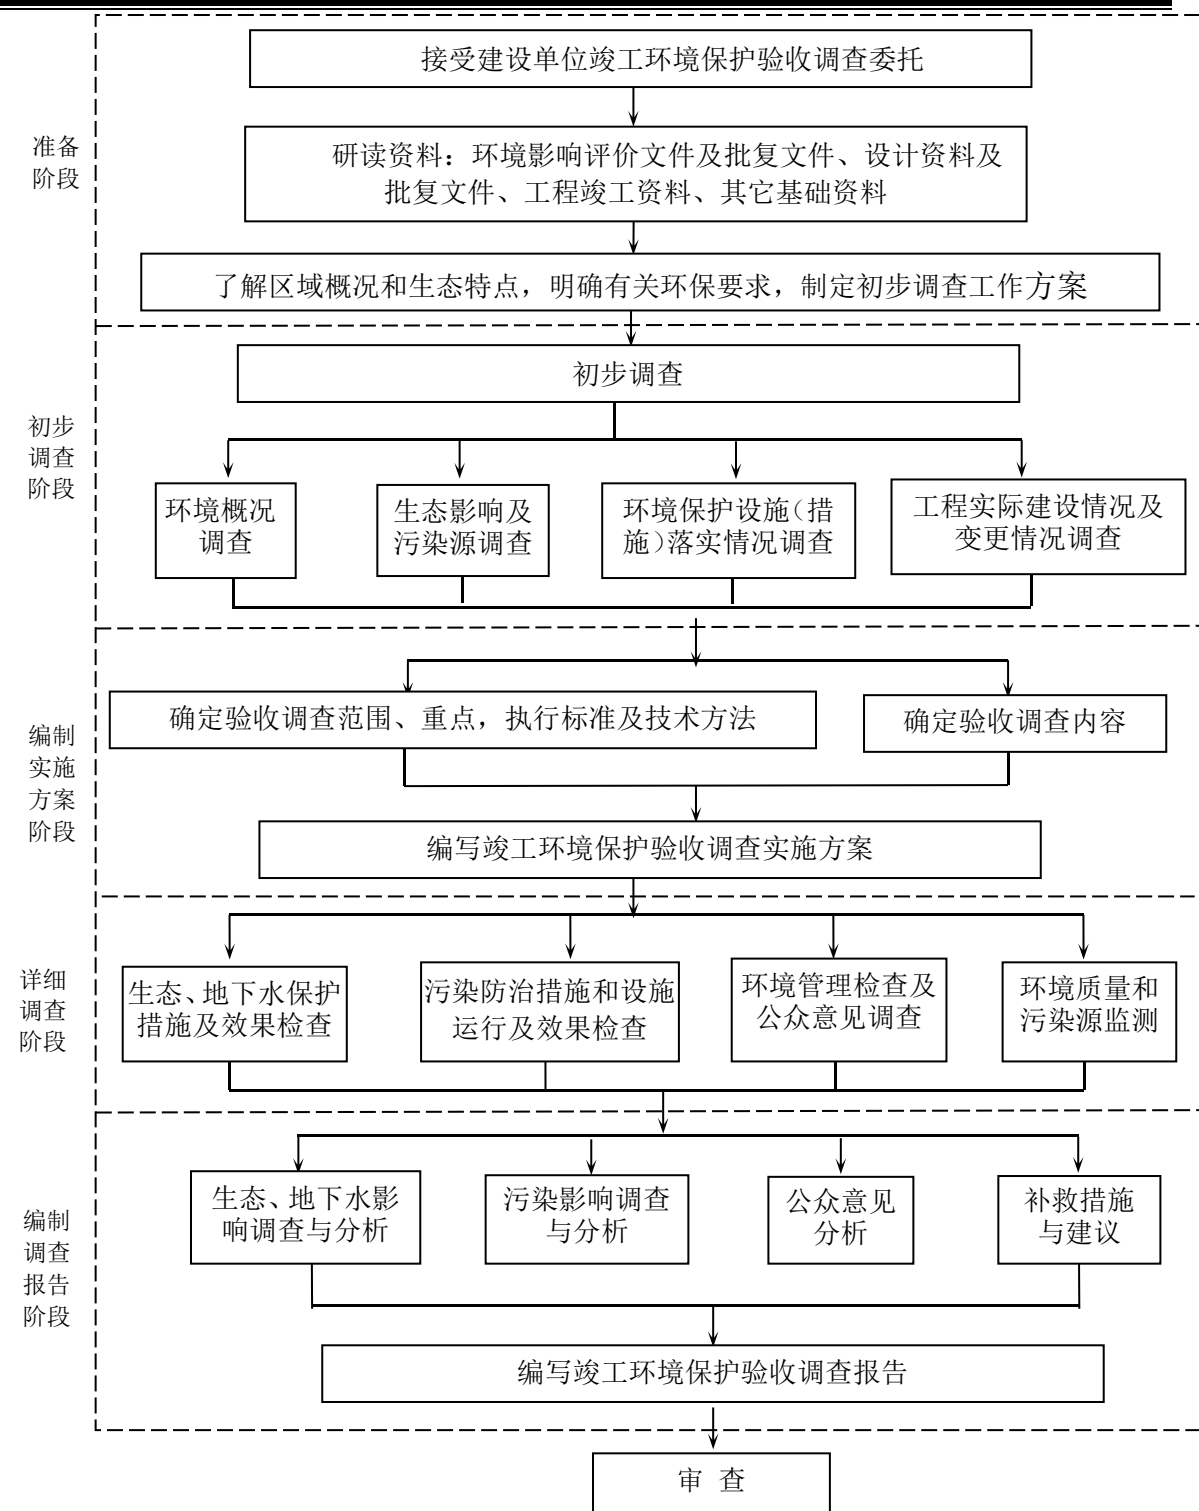 接受建设单位竣工环境保护验收调查委托
准备
阶段
研读资料：环境影响评价文件及批复文件、设计资料及
批复文件、工程竣工资料、其它基础资料
了解区域概况和生态特点，明确有关环保要求，制定初步调查工作方案
初步
调查
阶段
初步调查
环境概况
调查
生态影响及
污染源调查
环境保护设施（措
施）落实情况调查
工程实际建设情况及
变更情况调查
编制
实施
方案
阶段
确定验收调查范围、重点，执行标准及技术方法
确定验收调查内容
编写竣工环境保护验收调查实施方案
详细
调查
阶段
生态、地下水保护
措施及效果检查
污染防治措施和设施
运行及效果检查
环境管理检查及
公众意见调查
环境质量和
污染源监测
编制
调查
报告
阶段
生态、地下水影
响调查与分析
污染影响调查
与分析
公众意见
分析
补救措施
与建议
编写竣工环境保护验收调查报告
审 查